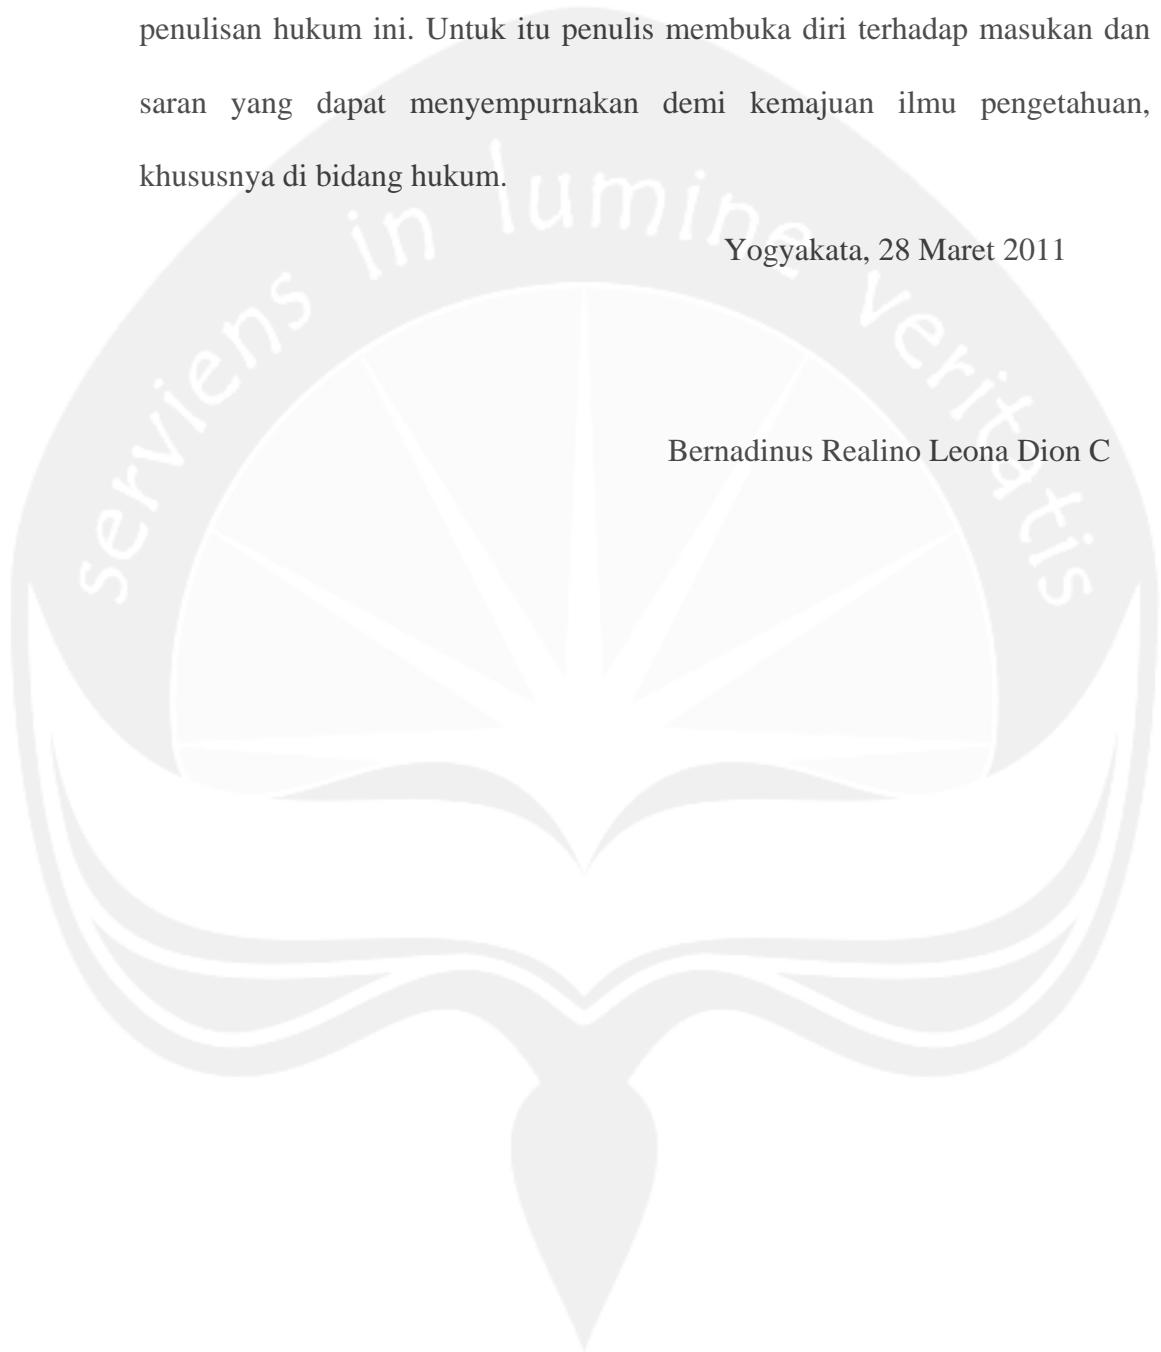 penulisan hukum ini. Untuk itu penulis membuka diri terhadap masukan dan
saran yang dapat menyempurnakan demi kemajuan ilmu pengetahuan,
khususnya di bidang hukum.
serviens in lumine veritatis
Yogyakata, 28 Maret 2011
Bernadinus Realino Leona Dion C